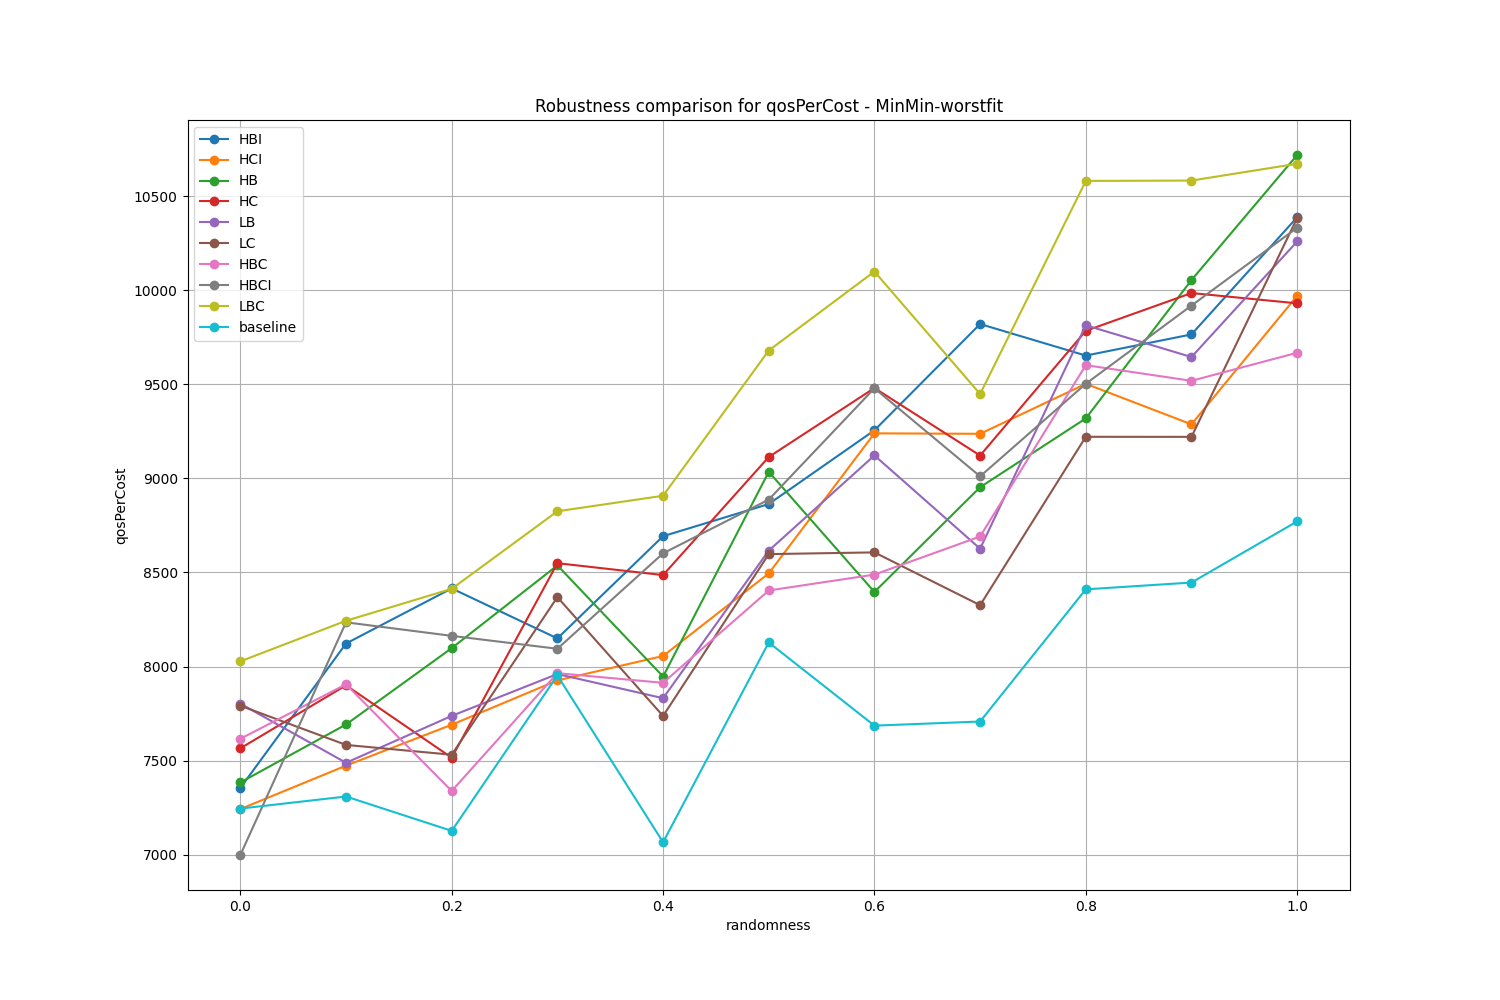 Robustness comparison for qosPerCost - MinMin-worstfit
HBI
HCI
HB
HC
LB
LC
HBC
HBCI
LBC
baseline
qosPerCost
10500
10000
9500
9000
8500
8000
7500
7000
0.0 0.2 0.4 0.6 0.8 1.0
randomness